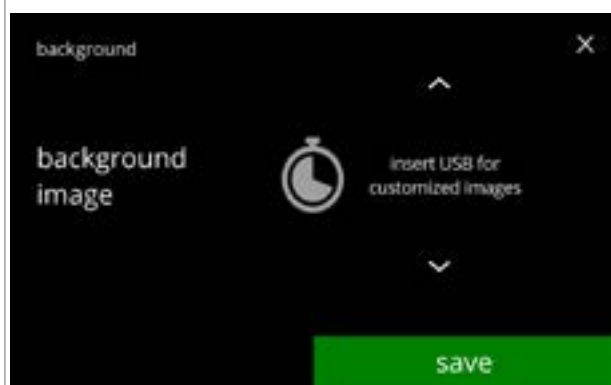 background
X
background
image
insert USB for
customized images
save